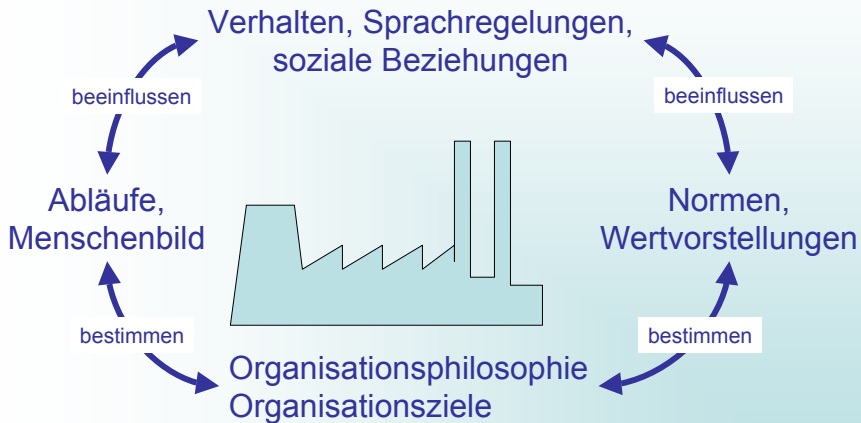 Verhalten, Sprachregelungen,
soziale Beziehungen
beeinflussen
beeinflussen
Abläufe,
Menschenbild
Normen,
Wertvorstellungen
bestimmen
bestimmen
Organisationsphilosophie
Organisationsziele